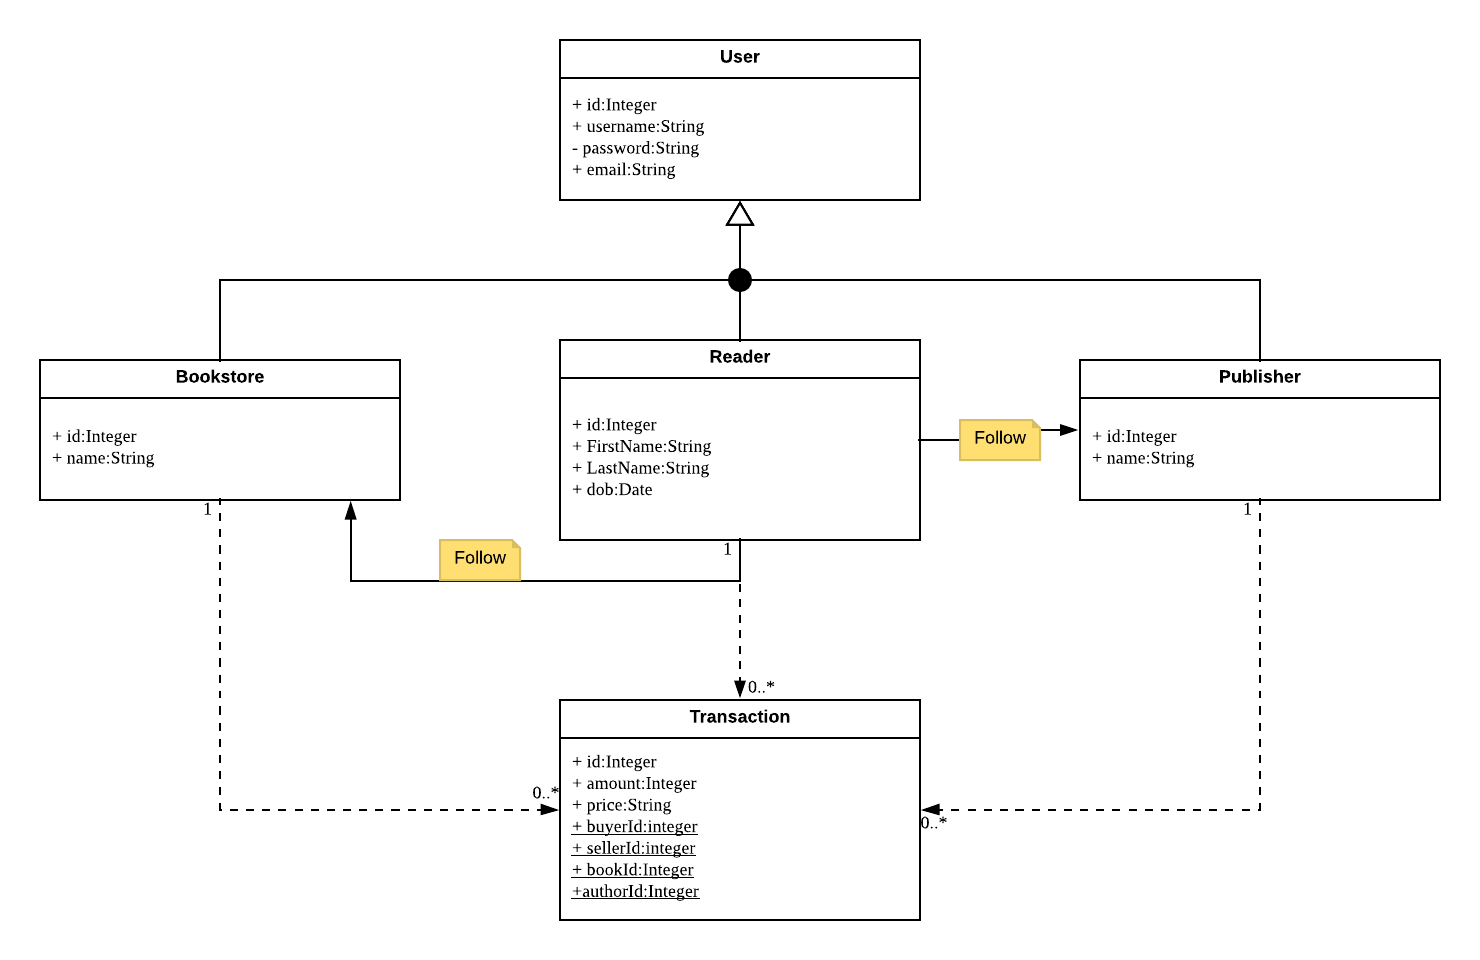 User
+ id:Integer
+ username:String
- password:String
+ email:String
Bookstore
+ id:Integer
+ name:String
1
Reader
+ id:Integer
+ FirstName:String
+ LastName:String
+ dob:Date
1
Follow
Publisher
+ id:Integer
+ name:String
1
Follow
0..*
Transaction
+ id:Integer
+ amount:Integer
+ price:String
+ buyerId:integer
+ sellerId:integer
+ bookId:Integer
+authorId:Integer
0..*
0..*